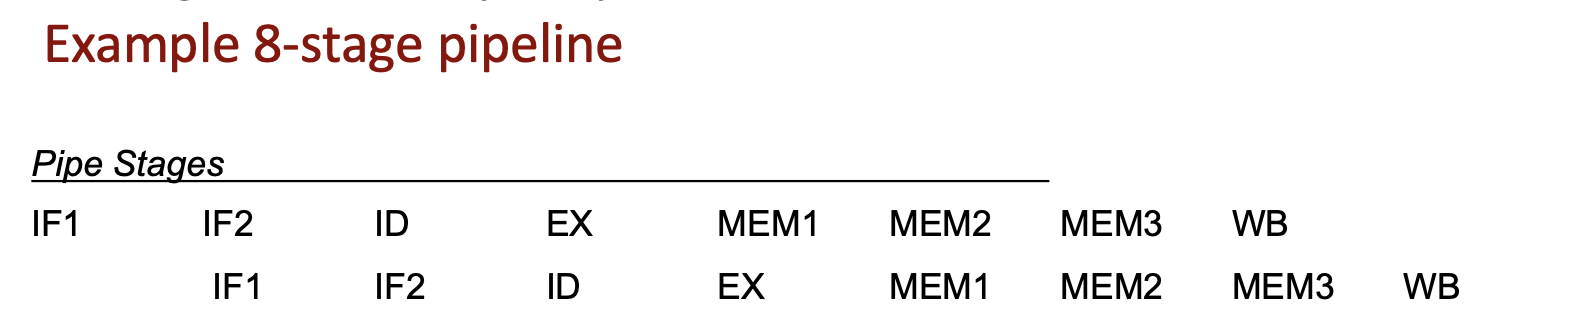 Example 8-stage pipeline
Pipe Stages
IF1 IF2 ID EX MEM1 MEM2 MEM3 WB
IF1 IF2 ID EX MEM1 MEM2 MEM3 WB